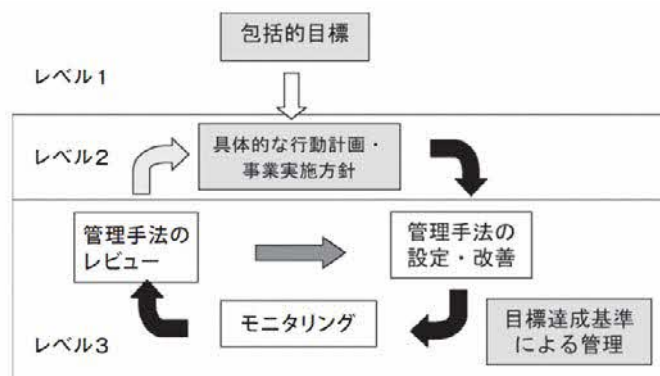 包括的目標
レベル1
具体的な行動計画・
事業実施方針
レベル2
管理手法の
レビュー
管理手法の
設定・改善
モニタリング
目標達成基準
による管理
レベル3